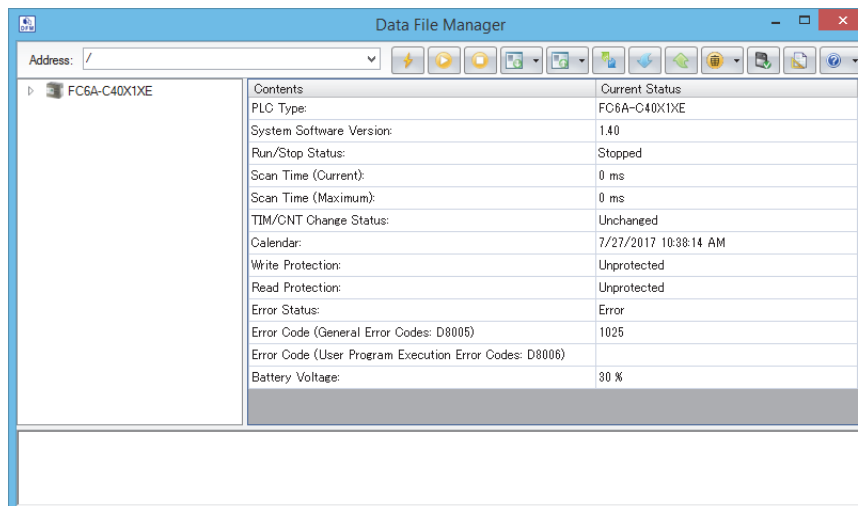 Data File Manager
Address: /
FC6A-C40X1XE
Contents Current Status
PLC Type: FC6A-C40X1XE
System Software Version: 1.40
Run/Stop Status: Stopped
Scan Time (Current): 0 ms
Scan Time (Maximum): 0 ms
TIM/CNT Change Status: Unchanged
Calendar: 7/27/2017 10:38:14 AM
Write Protection: Unprotected
Read Protection: Unprotected
Error Status: Error
Error Code (General Error Codes: D8005) 1025
Error Code (User Program Execution Error Codes: D8006)
Battery Voltage: 30 %